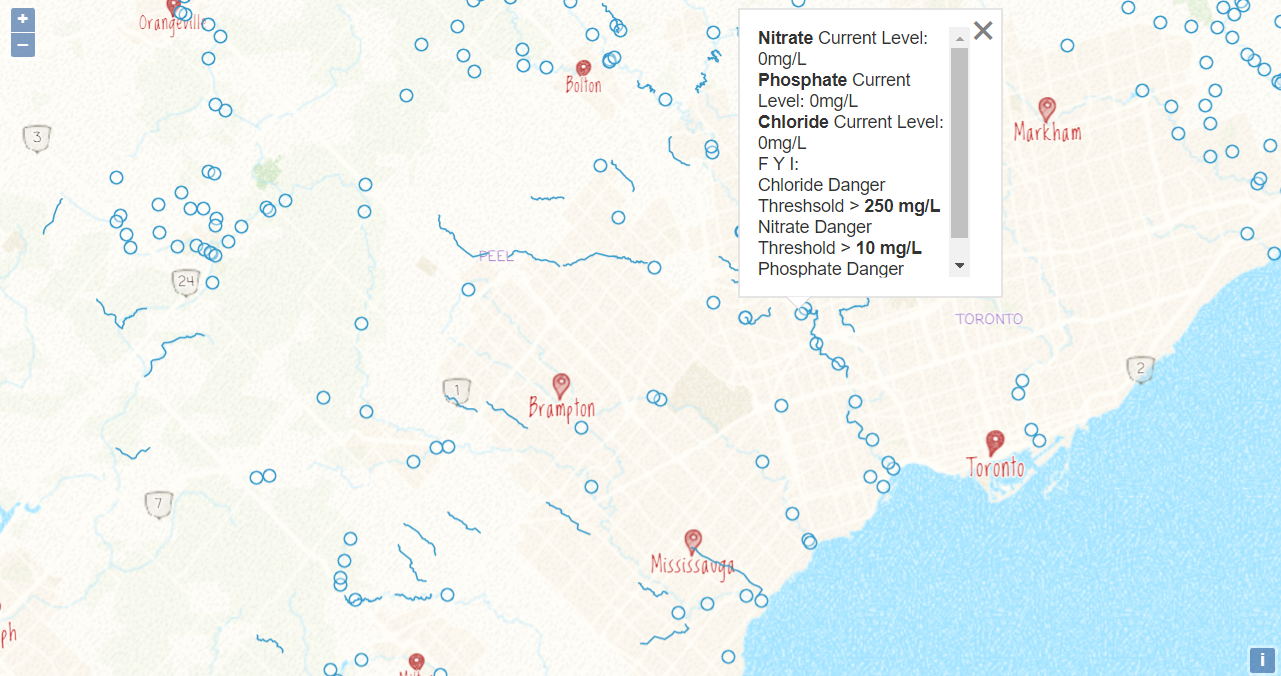 +
−
Orangeville
Bolton
Nitrate Current Level:
0mg/L
Phosphate Current
Level: 0mg/L
Chloride Current Level:
0mg/L
F Y I:
Chloride Danger
Threshsold > 250 mg/L
Nitrate Danger
Threshold > 10 mg/L
Phosphate Danger
Markham
3
PEEL
24
TORONTO
2
1
Brampton
Toronto
7
Mississauga
ph
i